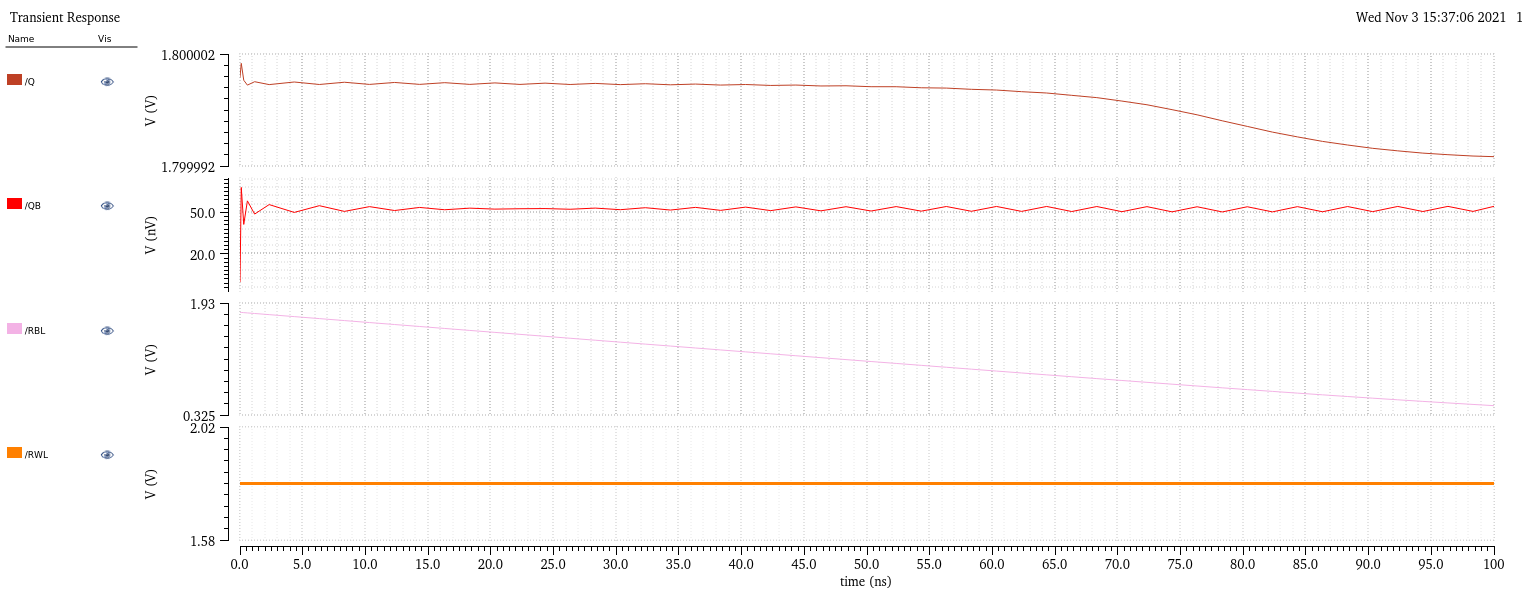 Transient Response
Wed Nov 3 15:37:06 2021 1
Name Vis
/Q
V (V)
1.800002
1.799992
/QB
V (nV)
50.0
20.0
/RBL
V (V)
1.93
0.325
/RWL
V (V)
2.02
1.58
0.0 5.0 10.0 15.0 20.0 25.0 30.0 35.0 40.0 45.0 50.0 55.0 60.0 65.0 70.0 75.0 80.0 85.0 90.0 95.0 100
time (ns)